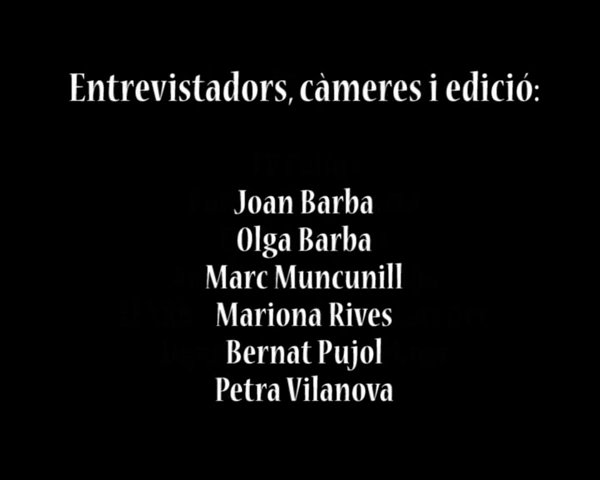 Entrevistadors, càmeres i edició:
Joan Barba
Olga Barba
Marc Muncunill
Mariona Rives
Bernat Pujol
Petra Vilanova